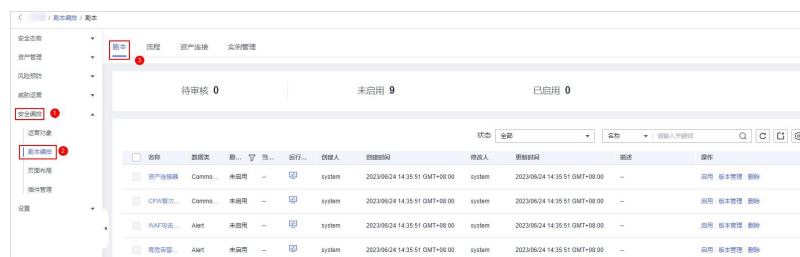 / 剧本编排 / 剧本
安全态势
资产管理
风险预防
威胁运营
安全编排 1
运营对象
剧本编排 2
页面布局
插件管理
设置
剧本 流程 资产连接 实例管理
3
待审核 0 未启用 9 已启用 0
状态 全部 名称 请输入关键词
名称 数据类 剧... 当... 运行... 创建人 创建时间 修改人 更新时间 描述 操作
资产连接器 Commo... 未启用 -- system 2023/06/24 14:35:51 GMT+08:00 system 2023/06/24 14:35:51 GMT+08:00 -- 启用 版本管理 删除
CFW首次... Commo... 未启用 -- system 2023/06/24 14:35:51 GMT+08:00 system 2023/06/24 14:35:51 GMT+08:00 -- 启用 版本管理 删除
WAF攻击... Alert 未启用 -- system 2023/06/24 14:35:51 GMT+08:00 system 2023/06/24 14:35:51 GMT+08:00 -- 启用 版本管理 删除
高危告警... Alert 未启用 -- system 2023/06/24 14:35:51 GMT+08:00 system 2023/06/24 14:35:51 GMT+08:00 -- 启用 版本管理 删除